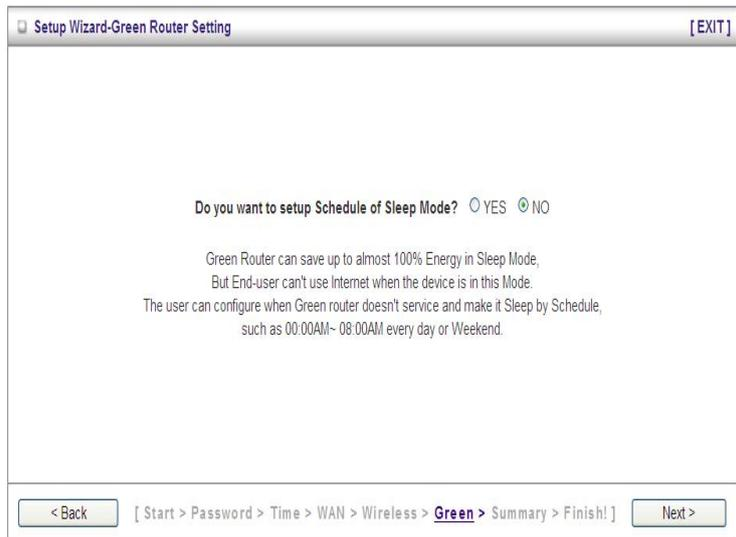 Setup Wizard-Green Router Setting [EXIT]
Do you want to setup Schedule of Sleep Mode? YES NO
Green Router can save up to almost 100% Energy in Sleep Mode,
But End-user can't use Internet when the device is in this Mode.
The user can configure when Green router doesn't service and make it Sleep by Schedule,
such as 00:00AM~ 08:00AM every day or Weekend.
< Back [ Start > Password > Time > WAN > Wireless > Green > Summary > Finish! ] Next >